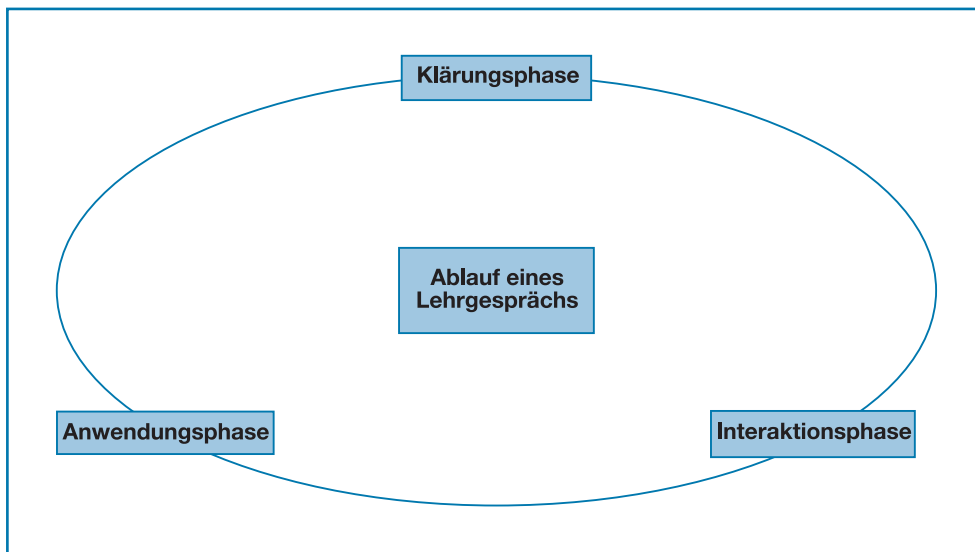 Klärungsphase
Ablauf eines
Lehrgesprächs
Anwendungsphase
Interaktionsphase